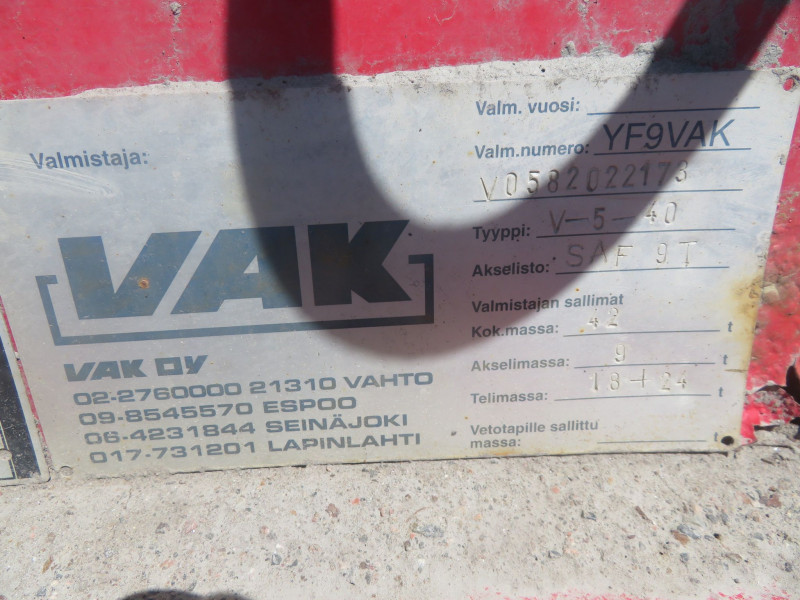 Valmistaja:
VAK
VAK OY
02-2760000 21310 VAHTO
09-8545570 ESPOO
06-4231844 SEINÄJOKI
017-731201 LAPINLAHTI
Valm. vuosi:
Valm.numero: YF9VAK
V0582022173
Tyyppi: V-5-40
Akselisto: SAF 9T
Valmistajan sallimat
Kok.massa: 42 t
Akselimassa: 9 t
Telimassa: 18+24 t
Vetotapille sallittu
massa: t